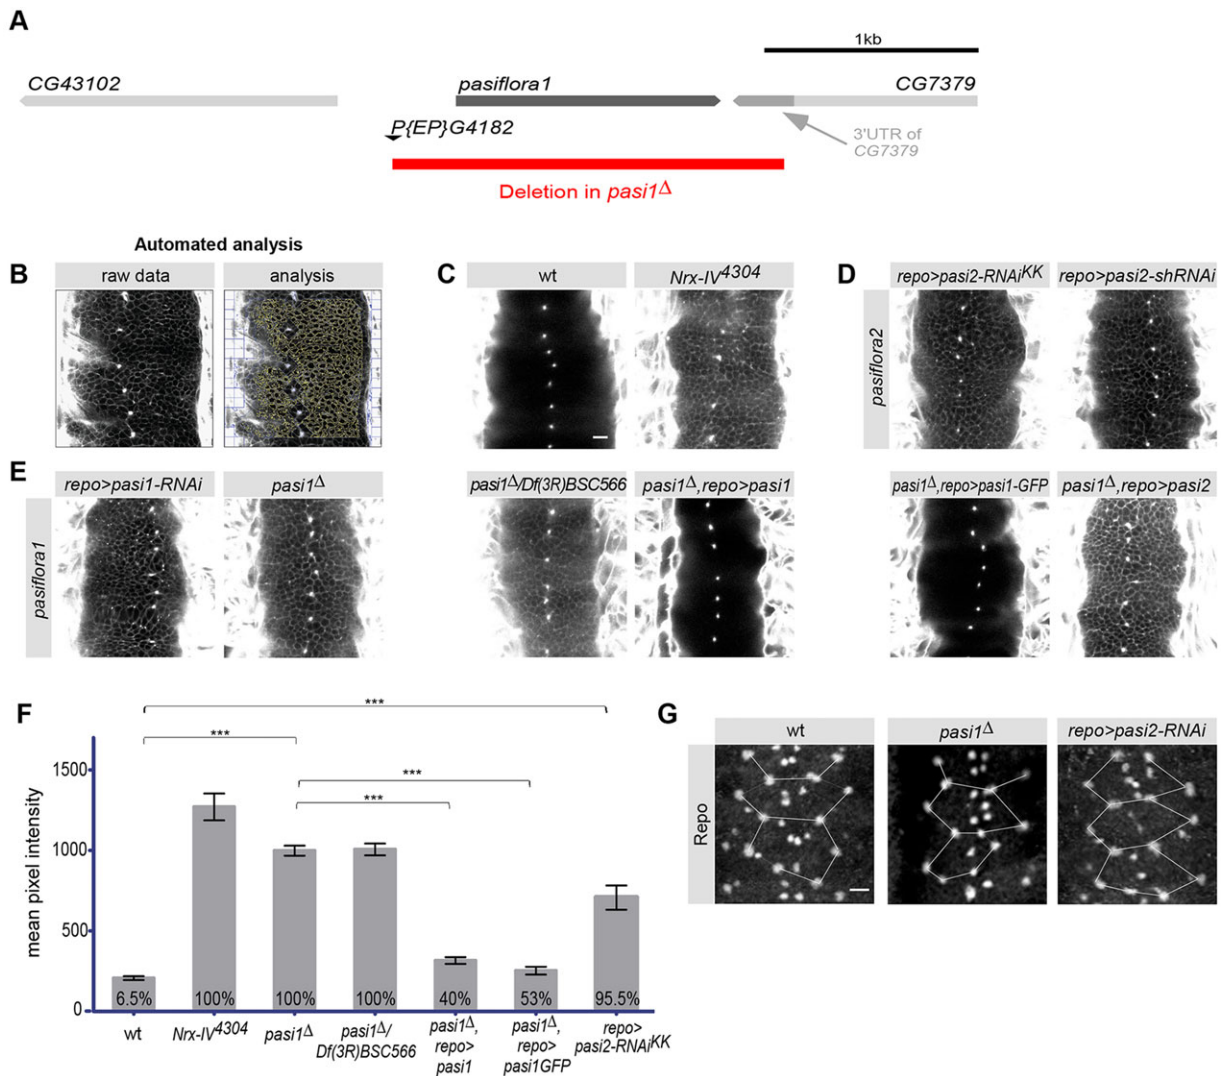 A
1kb
CG43102
pasiflora1
CG7379
P{EP}G4182
3'UTR of
CG7379
Deletion in pasi1Δ
Automated analysis
B
raw data
analysis
C
wt
Nrx-IV4304
D
repo>pasi2-RNAiKK
repo>pasi2-shRNAi
pasiflora2
E
repo>pasi1-RNAi
pasi1Δ
pasi1Δ/Df(3R)BSC566
pasi1Δ,repo>pasi1
pasi1Δ,repo>pasi1-GFP
pasi1Δ,repo>pasi2
pasiflora1
F
***
***
***
***
mean pixel intensity
1500
1000
500
0
6.5%
100%
100%
100%
40%
53%
95.5%
wt
Nrx-IV4304
pasi1Δ
pasi1Δ/
Df(3R)BSC566
pasi1Δ,
repo>
pasi1
pasi1Δ,
repo>
pasi1GFP
repo>
pasi2-RNAiKK
G
wt
pasi1Δ
repo>pasi2-RNAi
Repo